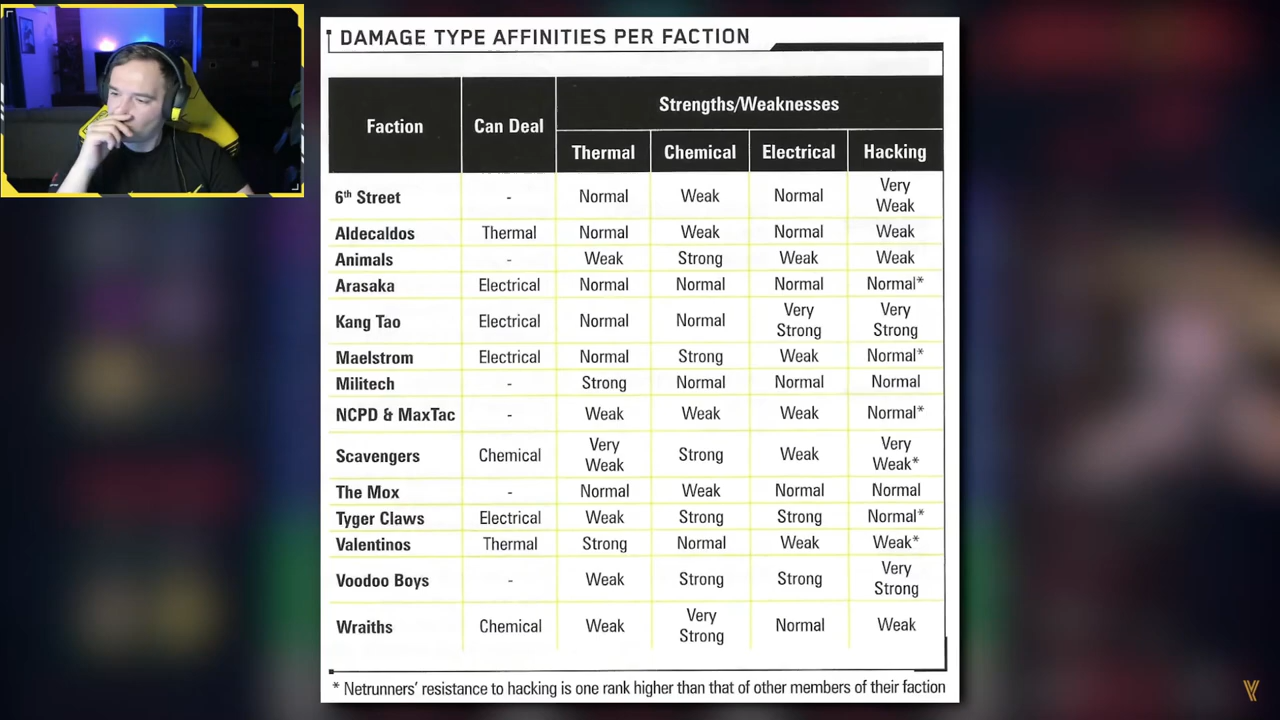 DAMAGE TYPE AFFINITIES PER FACTION
Faction Can Deal Strengths/Weaknesses
Thermal Chemical Electrical Hacking
6th Street - Normal Weak Normal Very Weak
Aldecaldos Thermal Normal Weak Normal Weak
Animals - Weak Strong Weak Weak
Arasaka Electrical Normal Normal Normal Normal*
Kang Tao Electrical Normal Normal Very Strong Very Strong
Maelstrom Electrical Normal Strong Weak Normal*
Militech - Strong Normal Normal Normal
NCPD & MaxTac - Weak Weak Weak Normal*
Scavengers Chemical Very Weak Strong Weak Very Weak*
The Mox - Normal Weak Normal Normal
Tyger Claws Electrical Weak Strong Strong Normal*
Valentinos Thermal Strong Normal Weak Weak*
Voodoo Boys - Weak Strong Strong Very Strong
Wraiths Chemical Weak Very Strong Normal Weak
* Netrunners' resistance to hacking is one rank higher than that of other members of their faction